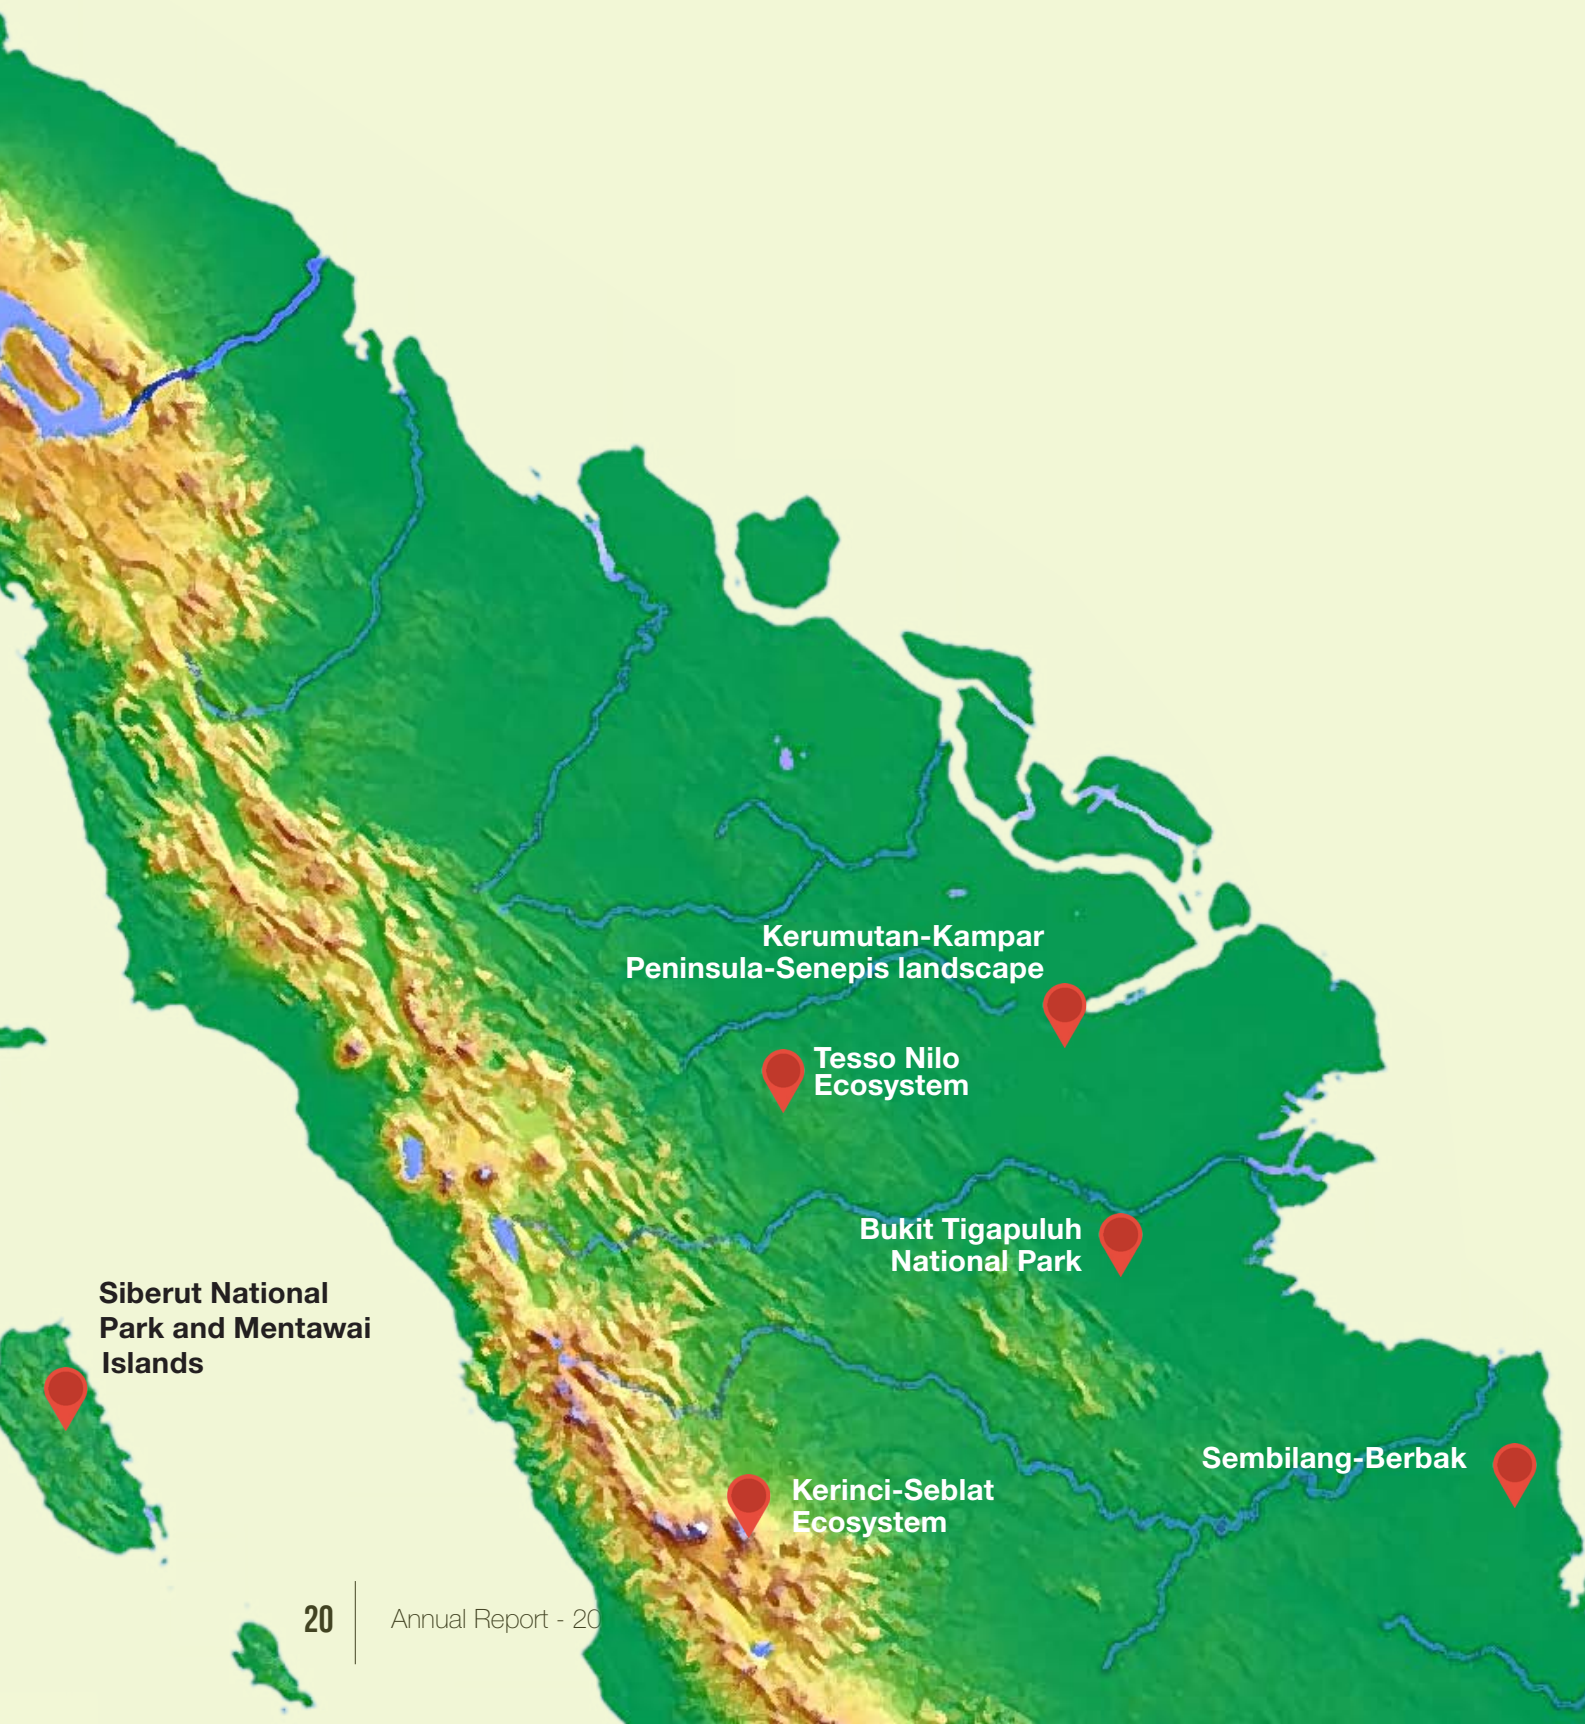 Kerumutan-Kampar
Peninsula-Senepis landscape
Tesso Nilo
Ecosystem
Bukit Tigapuluh
National Park
Siberut National
Park and Mentawai
Islands
Sembilang-Berbak
Kerinci-Seblat
Ecosystem
20
Annual Report - 20